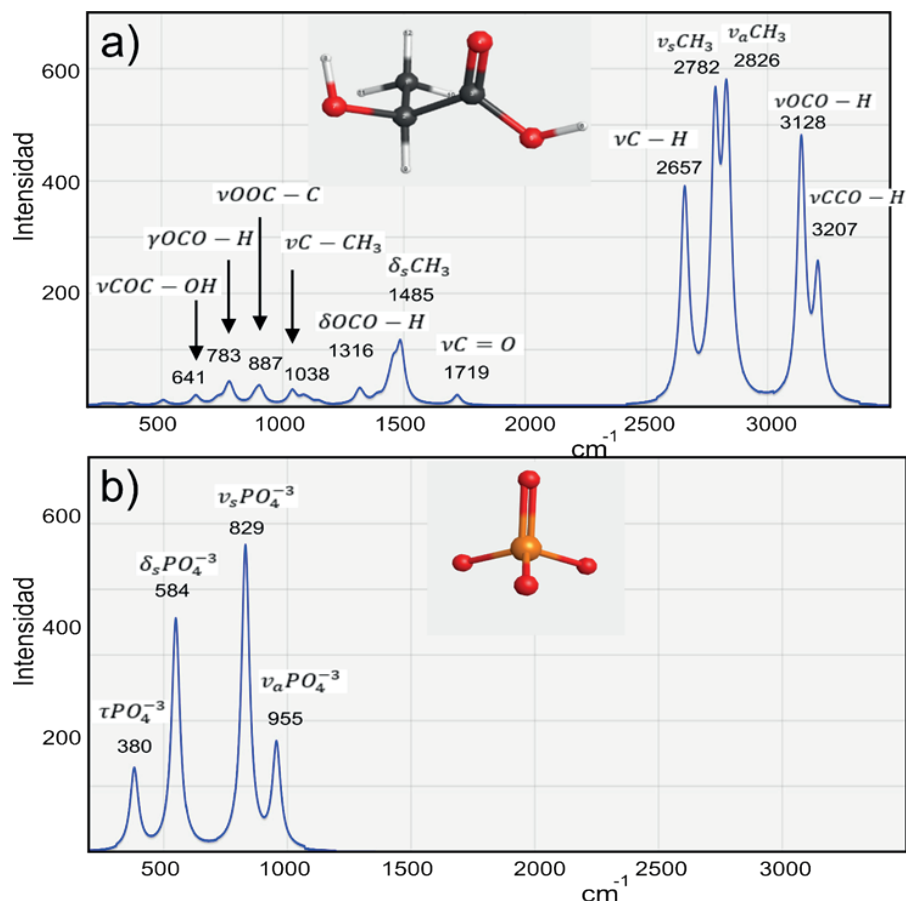 a)
Intensidad
600
400
200
νCOC − OH
641
γOCO − H
783
νOOC − C
887
νC − CH₃
1038
δOCO − H
1316
δₛCH₃
1485
νC = O
1719
νC − H
2657
νₛCH₃
2782
νₐCH₃
2826
νOCO − H
3128
νCCO − H
3207
500 1000 1500 2000 2500 3000
cm⁻¹
b)
Intensidad
600
400
200
τPO₄⁻³
380
δₛPO₄⁻³
584
νₛPO₄⁻³
829
νₐPO₄⁻³
955
500 1000 1500 2000 2500 3000
cm⁻¹